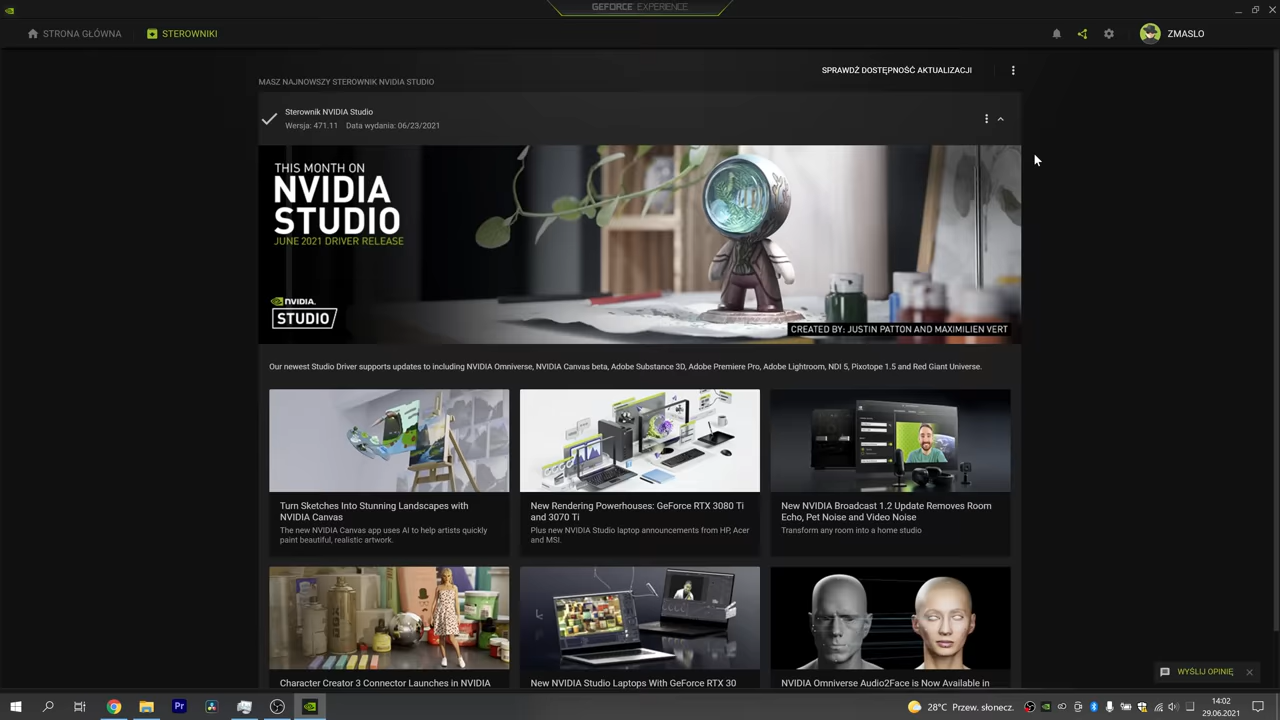 GEFORCE EXPERIENCE
STRONA GŁÓWNA
STEROWNIKI
ZMASLO
SPRAWDŹ DOSTĘPNOŚĆ AKTUALIZACJI
MASZ NAJNOWSZY STEROWNIK NVIDIA STUDIO
Sterownik NVIDIA Studio
Wersja: 471.11 Data wydania: 06/23/2021
THIS MONTH ON
NVIDIA
STUDIO
JUNE 2021 DRIVER RELEASE
NVIDIA.
STUDIO
CREATED BY: JUSTIN PATTON AND MAXIMILIEN VERT
Our newest Studio Driver supports updates to including NVIDIA Omniverse, NVIDIA Canvas beta, Adobe Substance 3D, Adobe Premiere Pro, Adobe Lightroom, NDI 5, Pixotope 1.5 and Red Giant Universe.
Turn Sketches Into Stunning Landscapes with
NVIDIA Canvas
The new NVIDIA Canvas app uses AI to help artists quickly
paint beautiful, realistic artwork.
New Rendering Powerhouses: GeForce RTX 3080 Ti
and 3070 Ti
Plus new NVIDIA Studio laptop announcements from HP, Acer
and MSI.
New NVIDIA Broadcast 1.2 Update Removes Room
Echo, Pet Noise and Video Noise
Transform any room into a home studio
Character Creator 3 Connector Launches in NVIDIA
New NVIDIA Studio Laptops With GeForce RTX 30
NVIDIA Omniverse Audio2Face is Now Available in
WYŚLIJ OPINIĘ
Pr
28°C Przew. słonecz.
14:02
29.06.2021